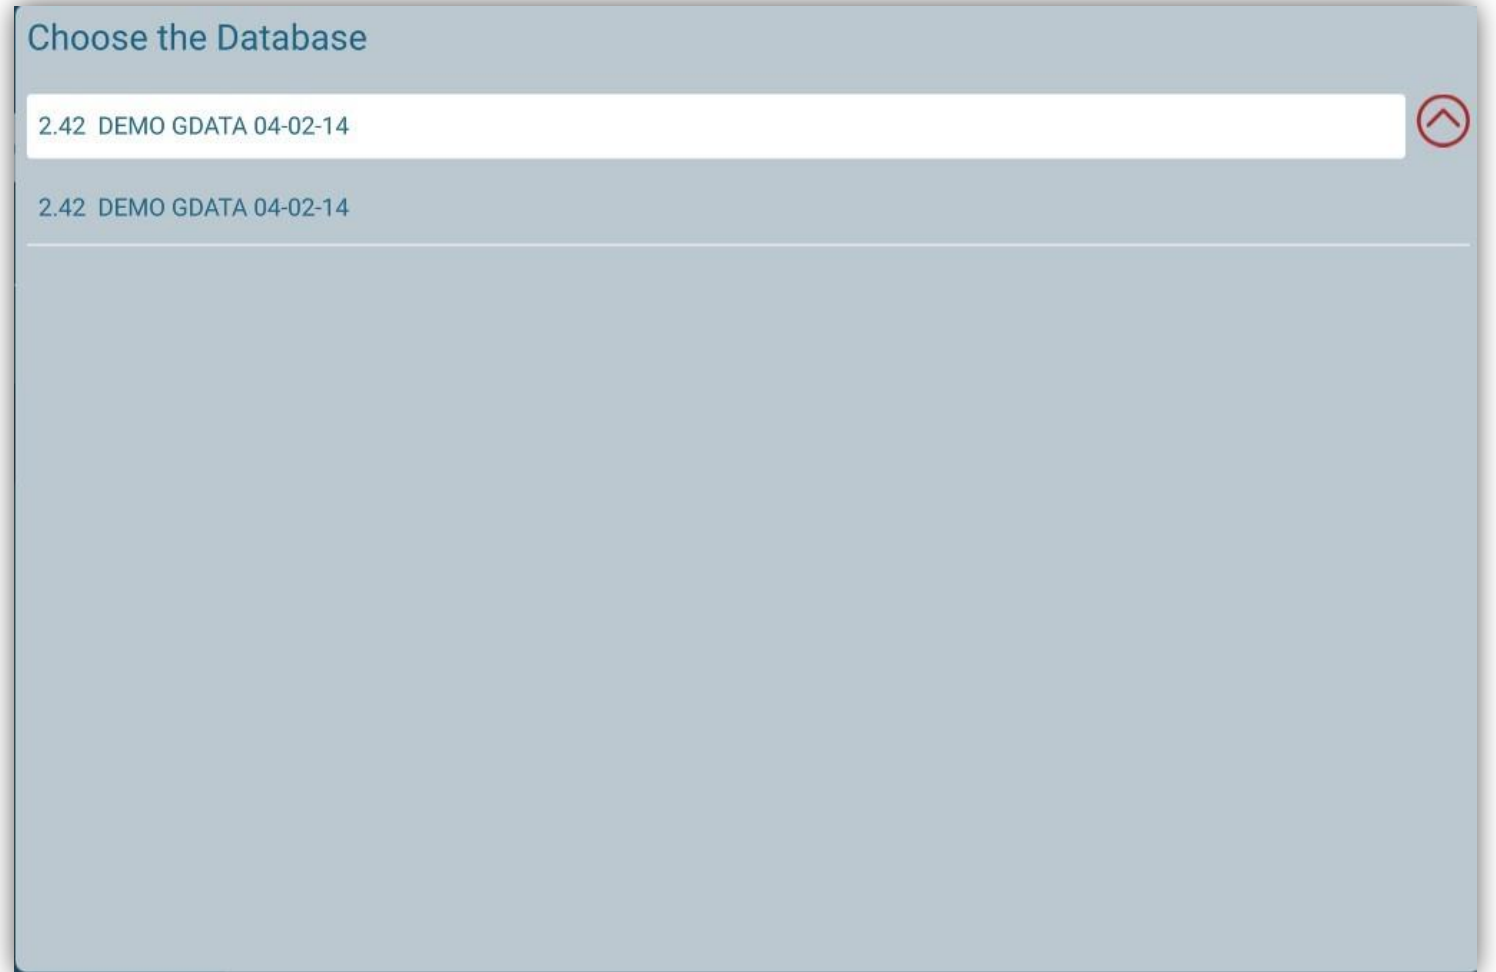 Choose the Database
2.42  DEMO GDATA 04-02-14
2.42  DEMO GDATA 04-02-14